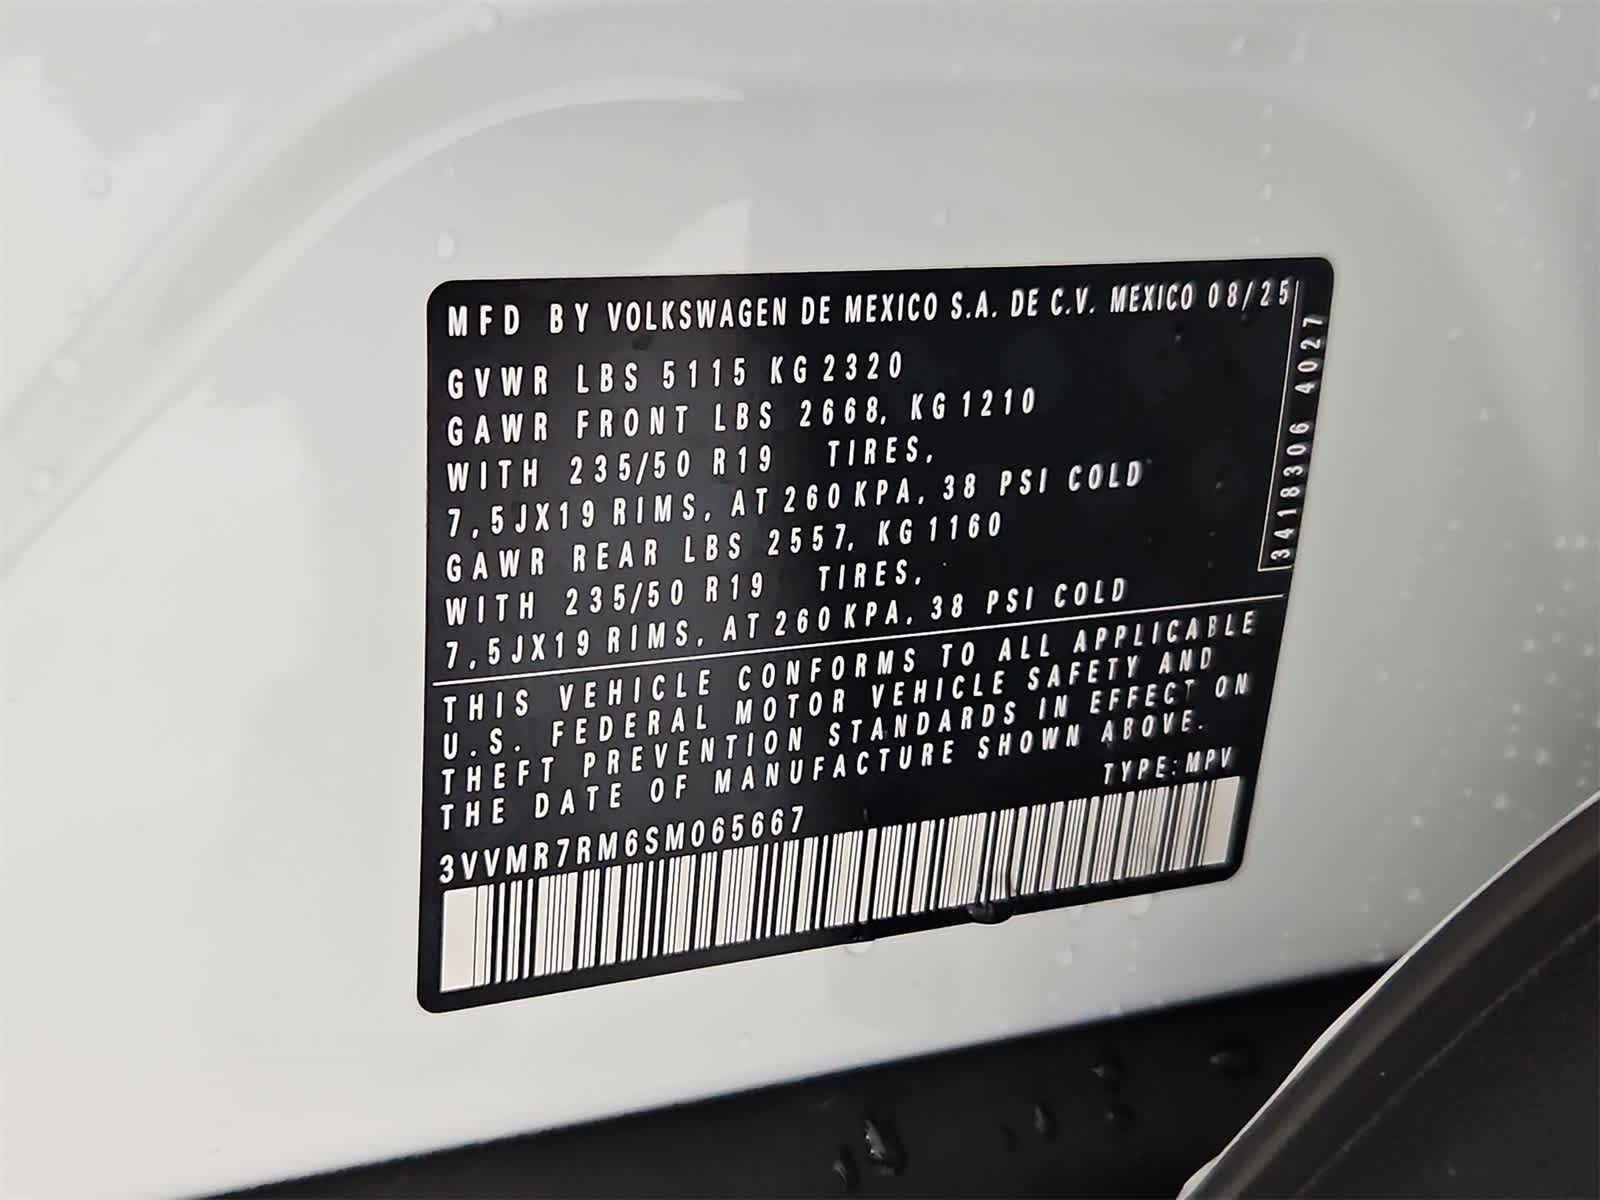 MFD BY VOLKSWAGEN DE MEXICO S.A. DE C.V. MEXICO 08/25
GVWR LBS 5115 KG 2320
GAWR FRONT LBS 2668, KG 1210
WITH 235/50 R19 TIRES,
7,5JX19 RIMS, AT 260 KPA, 38 PSI COLD
GAWR REAR LBS 2557, KG 1160
WITH 235/50 R19 TIRES,
7,5JX19 RIMS, AT 260 KPA, 38 PSI COLD
3418306 4027
THIS VEHICLE CONFORMS TO ALL APPLICABLE
U.S. FEDERAL MOTOR VEHICLE SAFETY AND
THEFT PREVENTION STANDARDS IN EFFECT ON
THE DATE OF MANUFACTURE SHOWN ABOVE.
TYPE: MPV
3VVMR7RM6SM065667